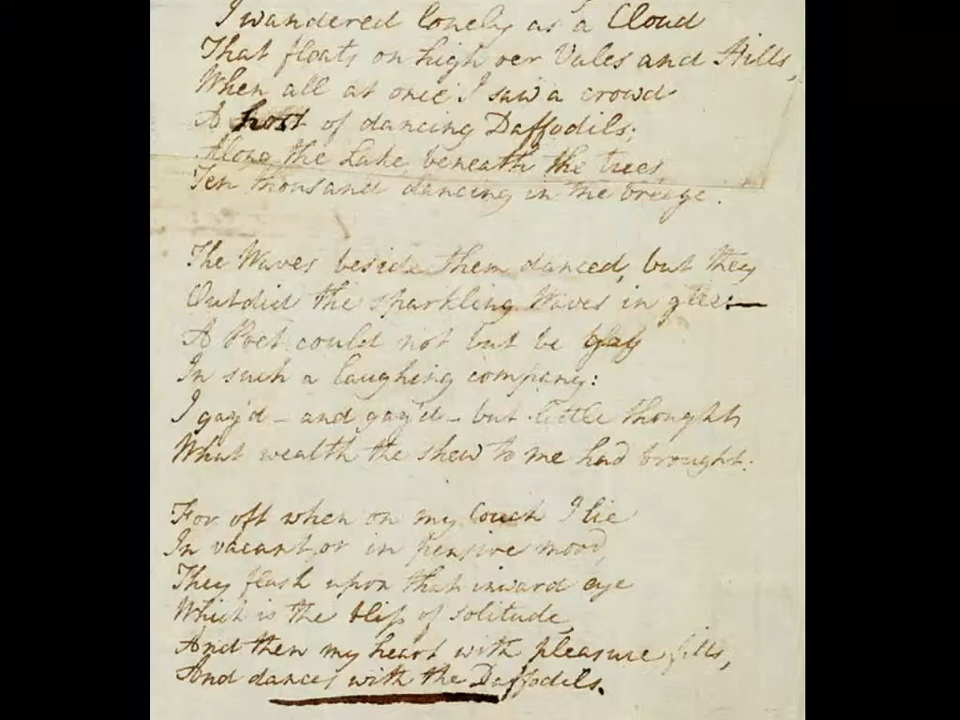 I wandered lonely as a Cloud
That floats on high oer Vales and Hills,
When all at once I saw a crowd
A host of dancing Daffodils;
Along the Lake, beneath the trees,
Ten thousand dancing in the breeze.
The Waves beside them danced, but they
Outdid the sparkling Waves in glee:—
A Poet could not but be gay
In such a laughing company:
I gaz'd – and gaz'd – but little thought
What wealth the shew to me had brought:
For oft when on my Couch I lie
In vacant, or in pensive mood,
They flash upon that inward eye
Which is the bliss of solitude,
And then my heart with pleasure fills,
And dances with the Daffodils.